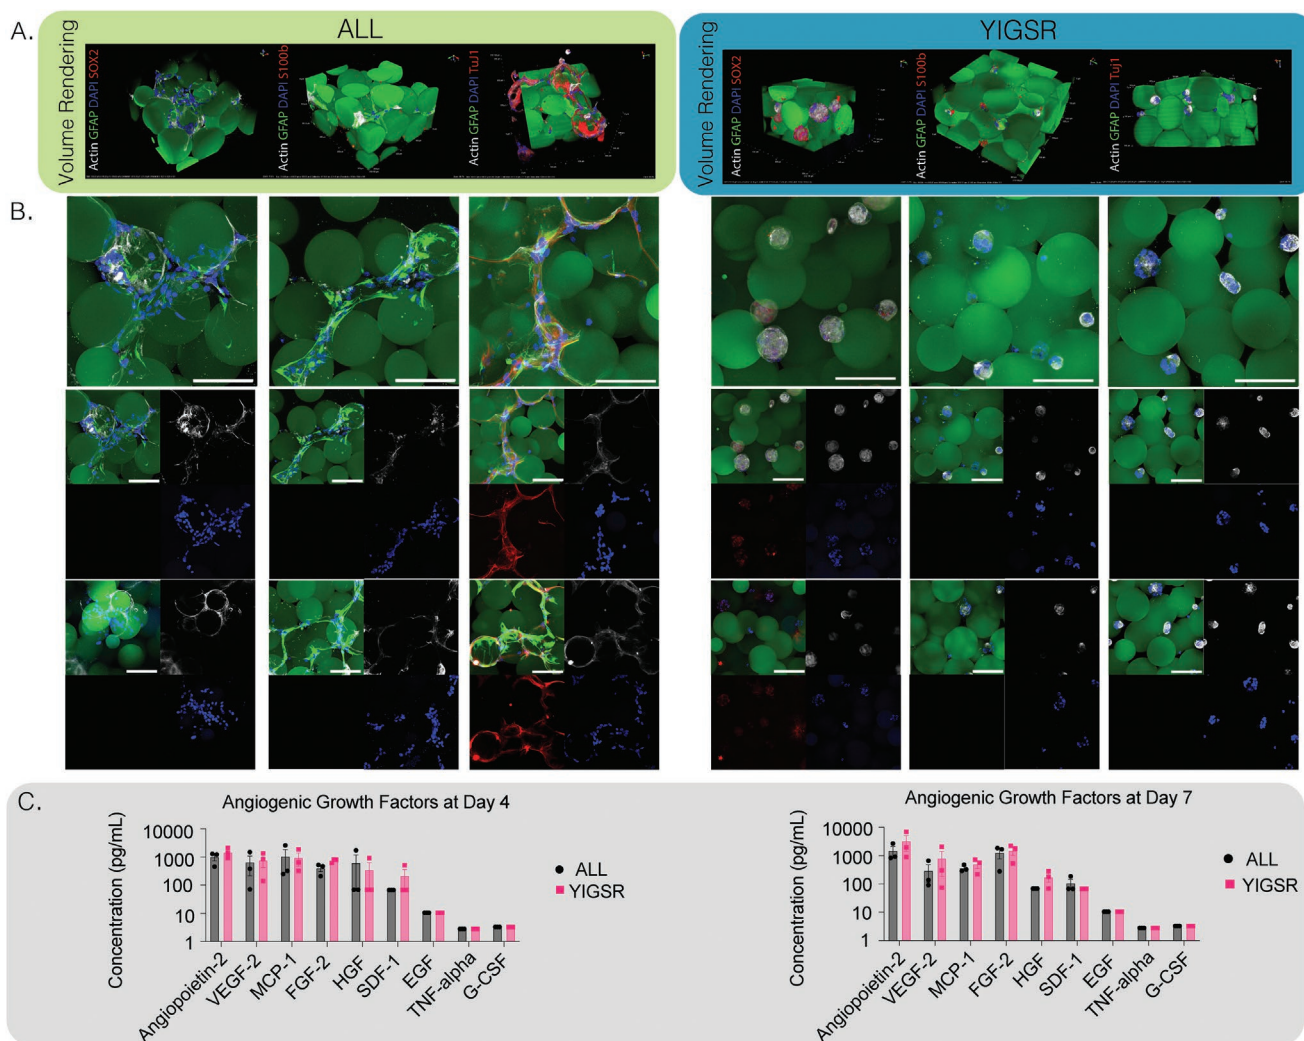 A.
ALL
Volume Rendering
Actin GFAP DAPI SOX2
Actin GFAP DAPI S100b
Actin GFAP DAPI TuJ1
YIGSR
Volume Rendering
Actin GFAP DAPI SOX2
Actin GFAP DAPI S100b
Actin GFAP DAPI Tuj1
B.
C.
Angiogenic Growth Factors at Day 4
Concentration (pg/mL)
10000
1000
100
10
1
Angiopoietin-2
VEGF-2
MCP-1
FGF-2
HGF
SDF-1
EGF
TNF-alpha
G-CSF
ALL
YIGSR
Angiogenic Growth Factors at Day 7
Concentration (pg/mL)
10000
1000
100
10
1
Angiopoietin-2
VEGF-2
MCP-1
FGF-2
HGF
SDF-1
EGF
TNF-alpha
G-CSF
ALL
YIGSR